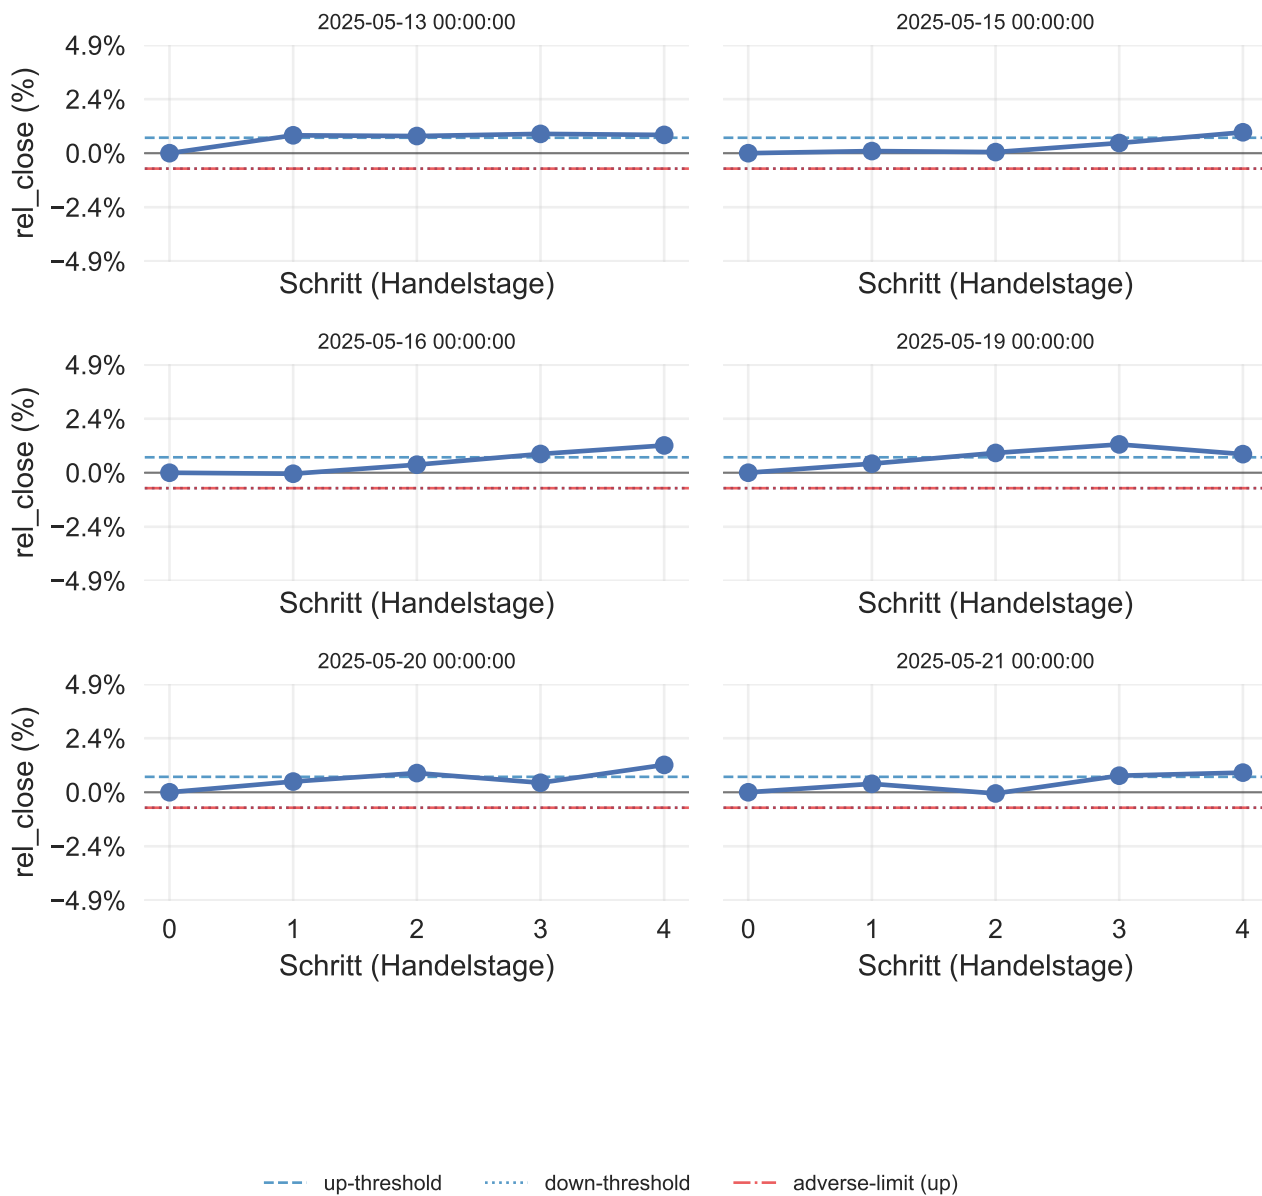 2025-05-13 00:00:00
2025-05-15 00:00:00
4.9%
2.4%
0.0%
−2.4%
−4.9%
rel_close (%)
Schritt (Handelstage)
Schritt (Handelstage)
2025-05-16 00:00:00
2025-05-19 00:00:00
4.9%
2.4%
0.0%
−2.4%
−4.9%
rel_close (%)
Schritt (Handelstage)
Schritt (Handelstage)
2025-05-20 00:00:00
2025-05-21 00:00:00
4.9%
2.4%
0.0%
−2.4%
−4.9%
rel_close (%)
0 1 2 3 4
0 1 2 3 4
Schritt (Handelstage)
Schritt (Handelstage)
up-threshold
down-threshold
adverse-limit (up)